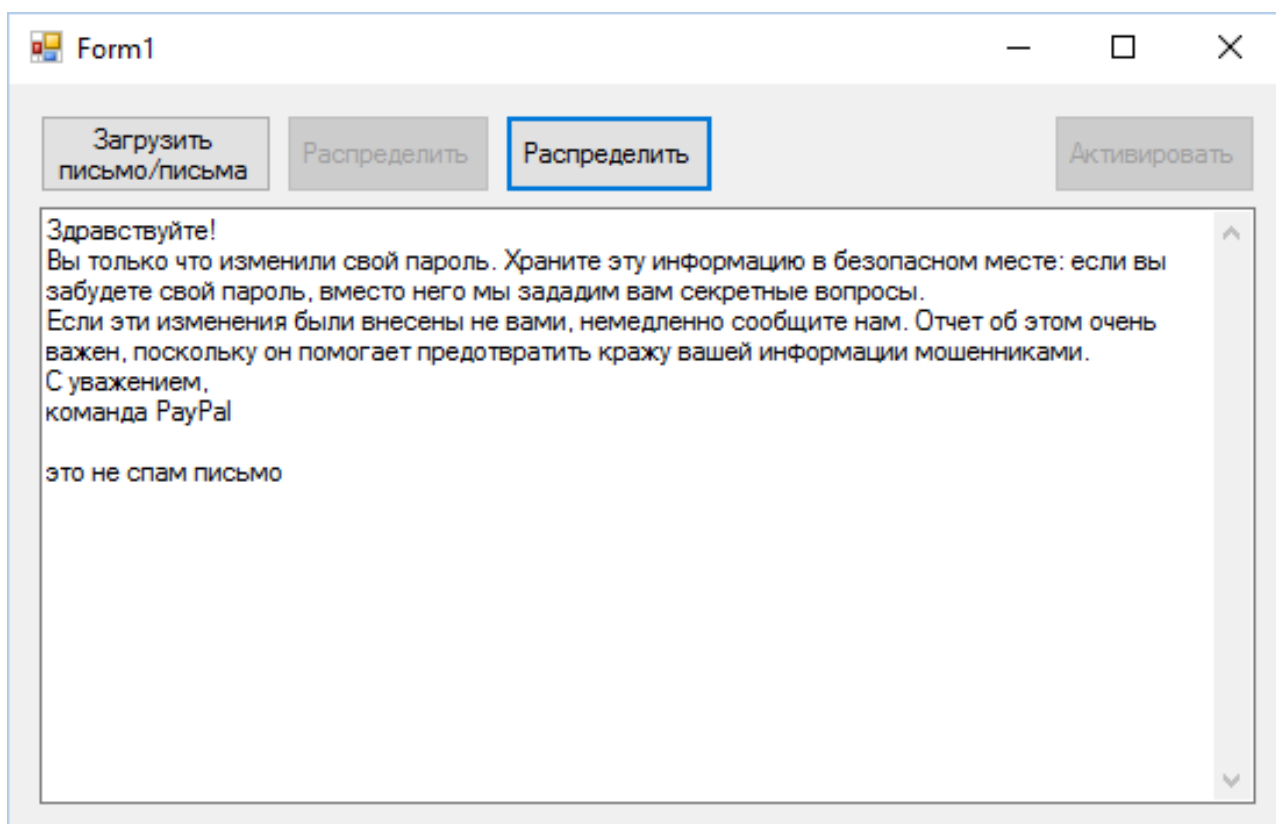 Form1
Загрузить
письмо/письма
Распределить
Распределить
Активировать
Здравствуйте!
Вы только что изменили свой пароль. Храните эту информацию в безопасном месте: если вы
забудете свой пароль, вместо него мы зададим вам секретные вопросы.
Если эти изменения были внесены не вами, немедленно сообщите нам. Отчет об этом очень
важен, поскольку он помогает предотвратить кражу вашей информации мошенниками.
С уважением,
команда PayPal
это не спам письмо